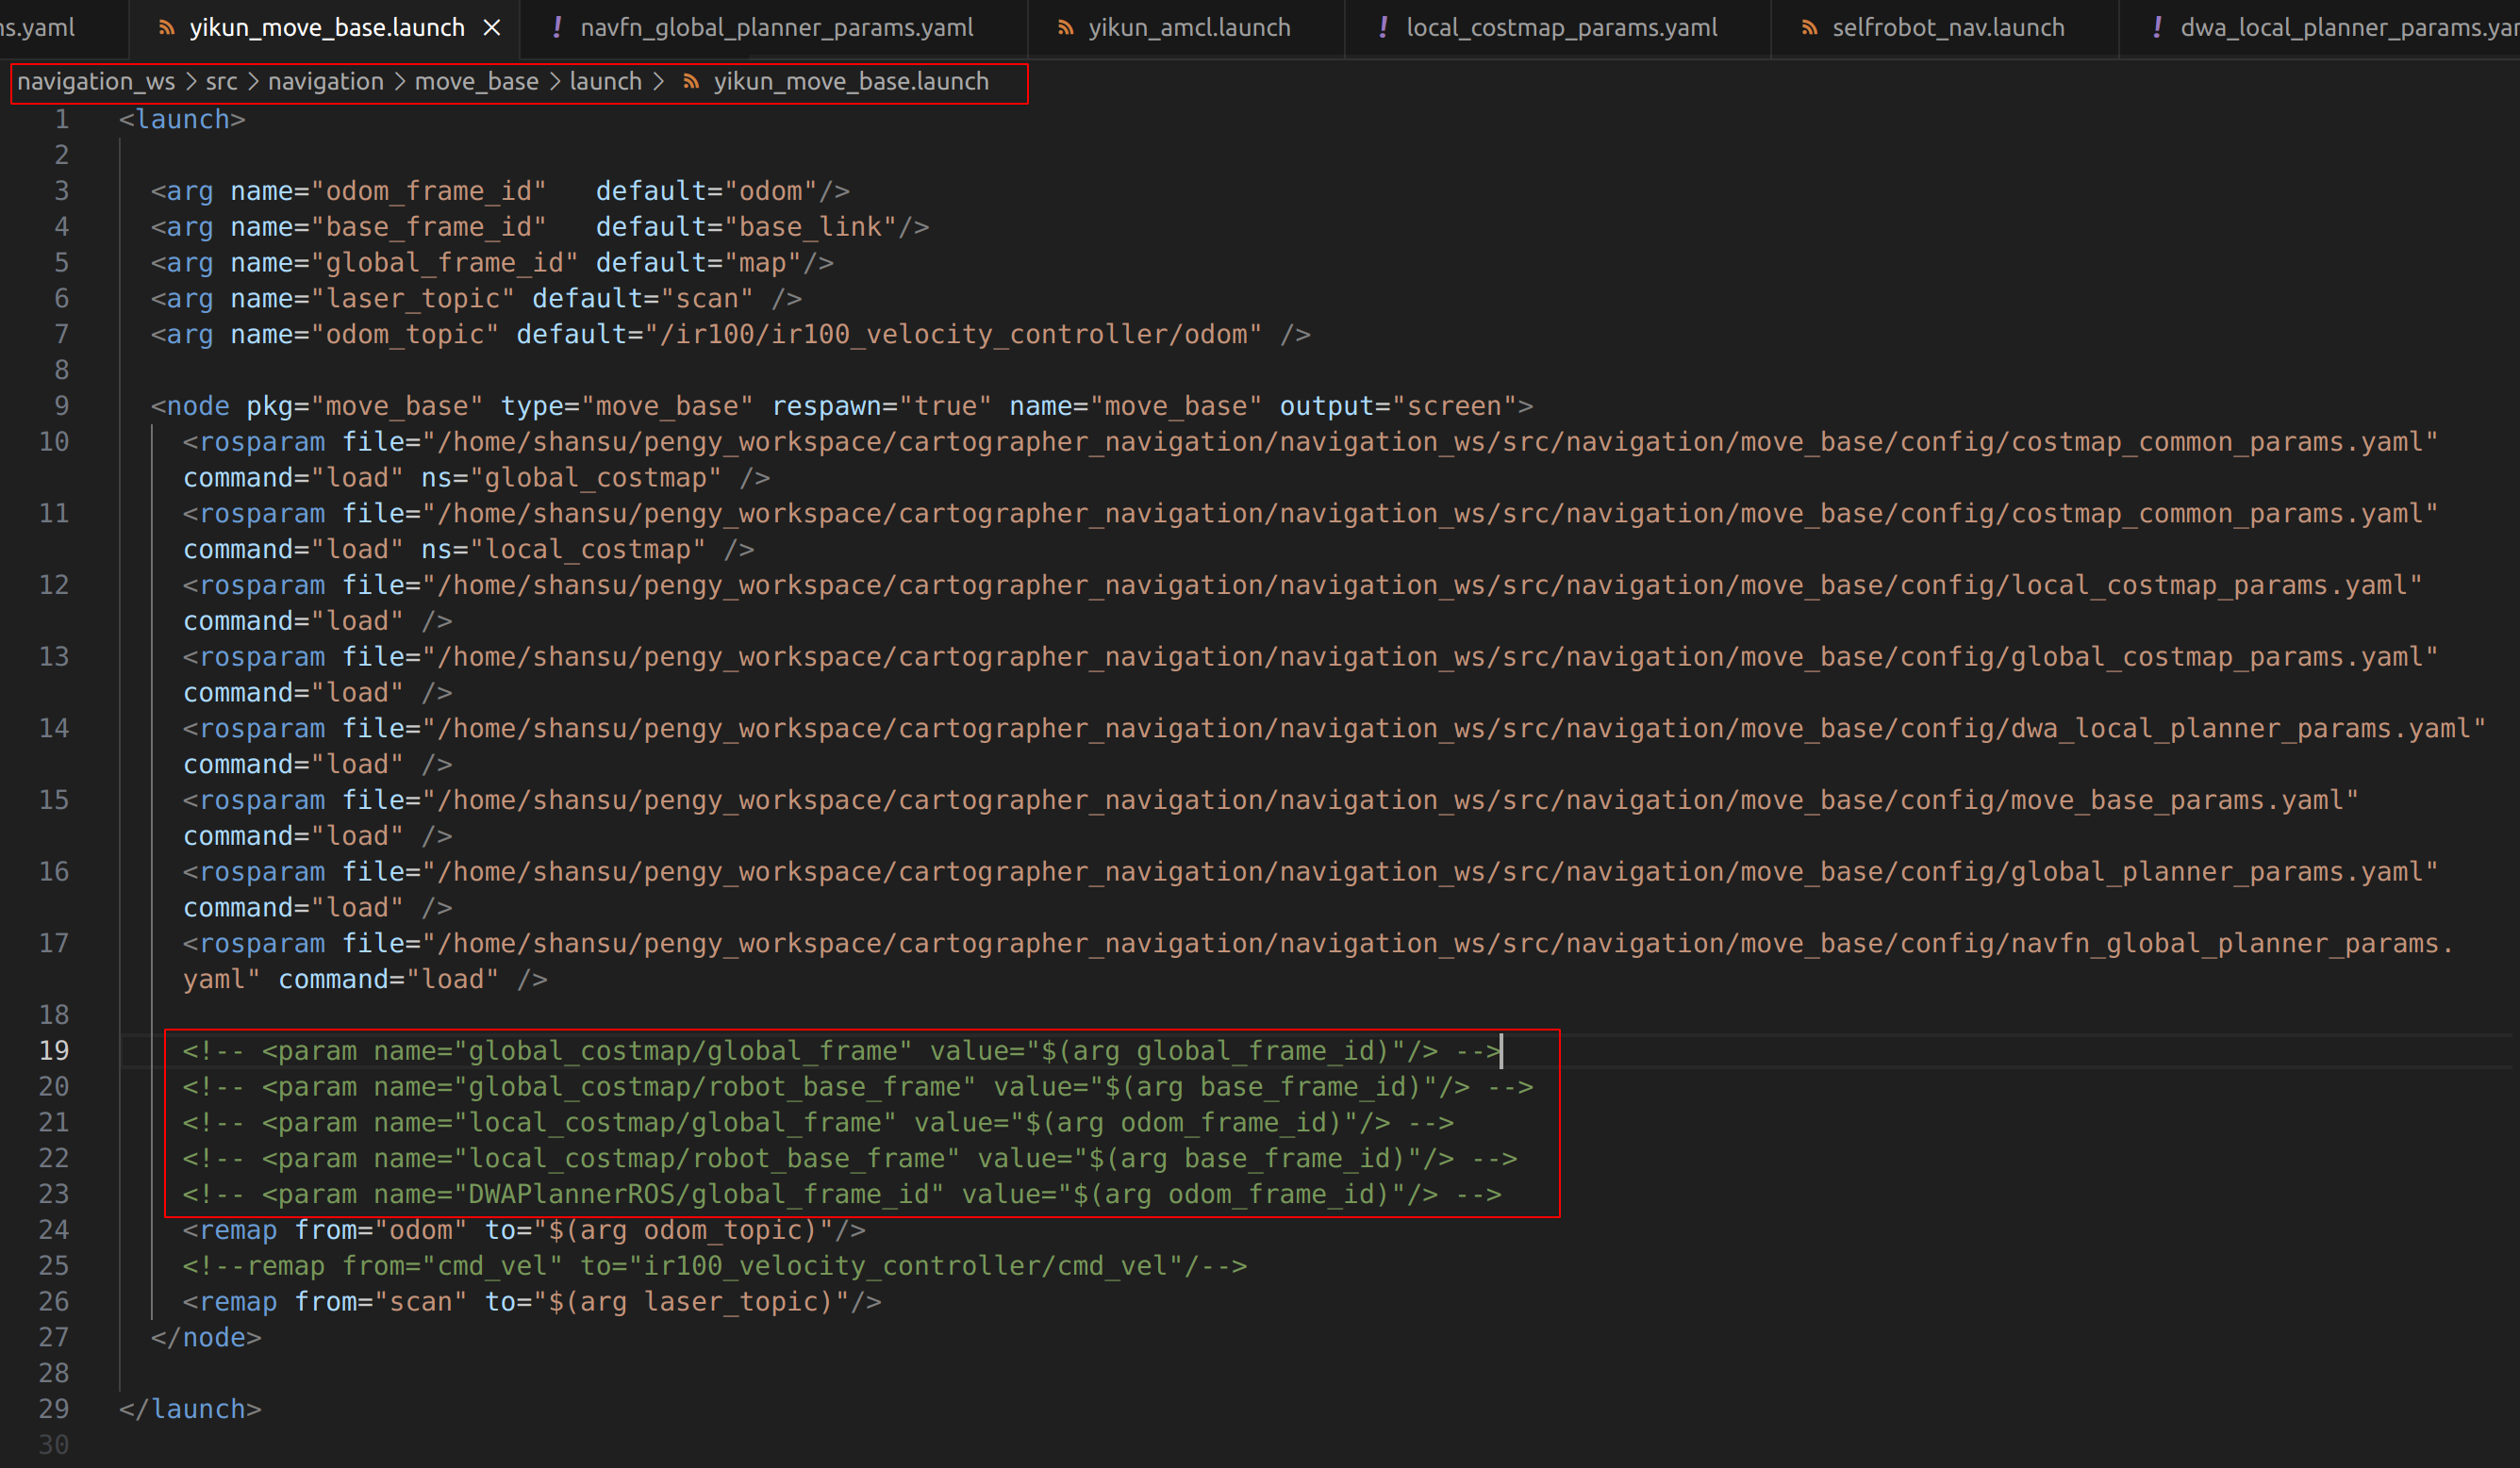 ns.yaml yikun_move_base.launch navfn_global_planner_params.yaml yikun_amcl.launch local_costmap_params.yaml selfrobot_nav.launch dwa_local_planner_params.yam
navigation_ws > src > navigation > move_base > launch > yikun_move_base.launch
1 <launch>
2
3 <arg name="odom_frame_id"   default="odom"/>
4 <arg name="base_frame_id"   default="base_link"/>
5 <arg name="global_frame_id" default="map"/>
6 <arg name="laser_topic" default="scan" />
7 <arg name="odom_topic" default="/ir100/ir100_velocity_controller/odom" />
8
9 <node pkg="move_base" type="move_base" respawn="true" name="move_base" output="screen">
10 <rosparam file="/home/shansu/pengy_workspace/cartographer_navigation/navigation_ws/src/navigation/move_base/config/costmap_common_params.yaml"
command="load" ns="global_costmap" />
11 <rosparam file="/home/shansu/pengy_workspace/cartographer_navigation/navigation_ws/src/navigation/move_base/config/costmap_common_params.yaml"
command="load" ns="local_costmap" />
12 <rosparam file="/home/shansu/pengy_workspace/cartographer_navigation/navigation_ws/src/navigation/move_base/config/local_costmap_params.yaml"
command="load" />
13 <rosparam file="/home/shansu/pengy_workspace/cartographer_navigation/navigation_ws/src/navigation/move_base/config/global_costmap_params.yaml"
command="load" />
14 <rosparam file="/home/shansu/pengy_workspace/cartographer_navigation/navigation_ws/src/navigation/move_base/config/dwa_local_planner_params.yaml"
command="load" />
15 <rosparam file="/home/shansu/pengy_workspace/cartographer_navigation/navigation_ws/src/navigation/move_base/config/move_base_params.yaml"
command="load" />
16 <rosparam file="/home/shansu/pengy_workspace/cartographer_navigation/navigation_ws/src/navigation/move_base/config/global_planner_params.yaml"
command="load" />
17 <rosparam file="/home/shansu/pengy_workspace/cartographer_navigation/navigation_ws/src/navigation/move_base/config/navfn_global_planner_params.
yaml" command="load" />
18
19 <!-- <param name="global_costmap/global_frame" value="$(arg global_frame_id)"/> -->
20 <!-- <param name="global_costmap/robot_base_frame" value="$(arg base_frame_id)"/> -->
21 <!-- <param name="local_costmap/global_frame" value="$(arg odom_frame_id)"/> -->
22 <!-- <param name="local_costmap/robot_base_frame" value="$(arg base_frame_id)"/> -->
23 <!-- <param name="DWAPlannerROS/global_frame_id" value="$(arg odom_frame_id)"/> -->
24 <remap from="odom" to="$(arg odom_topic)"/>
25 <!--remap from="cmd_vel" to="ir100_velocity_controller/cmd_vel"/-->
26 <remap from="scan" to="$(arg laser_topic)"/>
27 </node>
28
29 </launch>
30